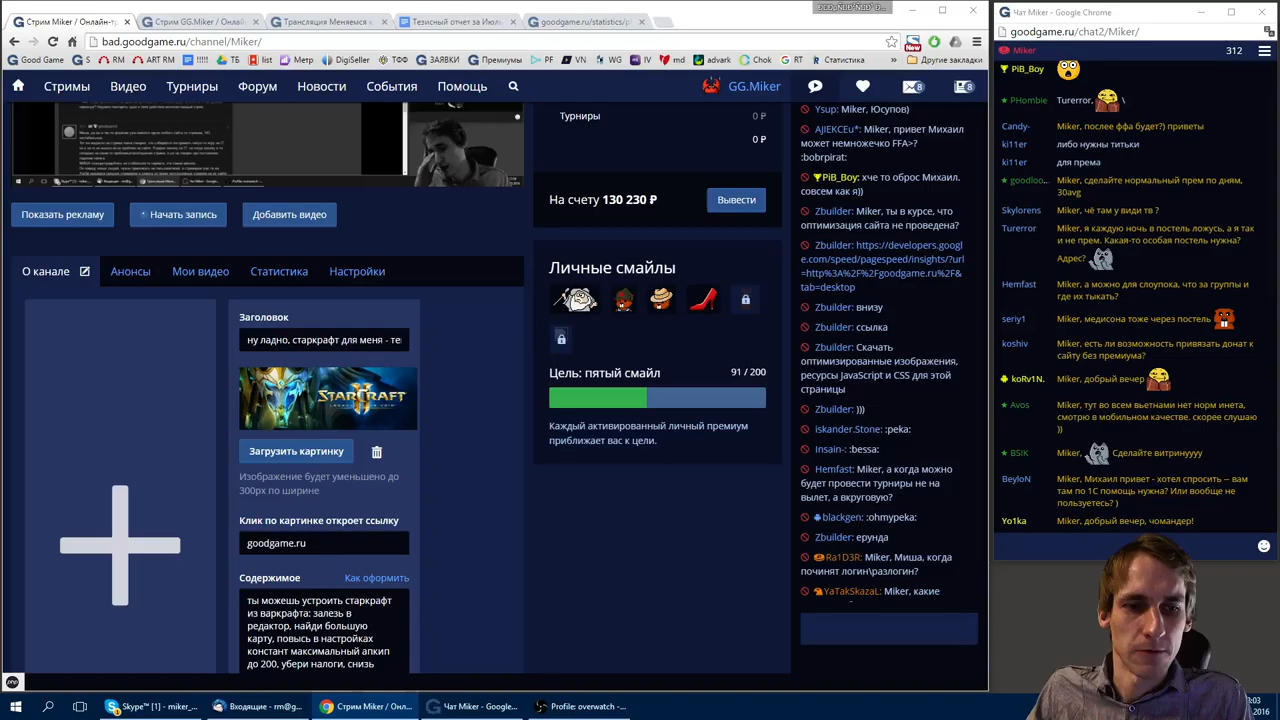 Стрим Miker / Онлайн-тр
Стрим GG.Miker / Онлайн
Трансляция Меняемся к
Тезисный отчет за Июль
goodgame.ru/statistics/pl
bad.goodgame.ru/channel/Miker/
New
Good Game
G S
ART RM
ART RM
!!!!!
ТБ
list
Метр
DigiSeller
ТФФ
ЗАЯВКИ
Премиумы
PF
VN
WG
IV
md
advark
Chok
RT
Статистика
»
Другие закладки
Стримы
Видео
Турниры
Форум
Новости
События
Помощь
GG.Miker
8
8
Показать рекламу
Начать запись
Добавить видео
Турниры
0 ₽
0 ₽
На счету 130 230 ₽
Вывести
О канале
Анонсы
Мои видео
Статистика
Настройки
Заголовок
ну ладно, старкрафт для меня - те
STARCRAFT
Загрузить картинку
Изображение будет уменьшено до
300px по ширине
Клик по картинке откроет ссылку
goodgame.ru
Содержимое
Как оформить
ты можешь устроить старкрафт
из варкрафта: залезь в
редактор, найди большую
карту, повысь в настройках
констант максимальный апкип
до 200, убери налоги, снизь
Личные смайлы
Цель: пятый смайл
91 / 200
Каждый активированный личный премиум
приближает вас к цели.
Ysup: Miker, Юсупов)
AJIEKCEu*: Miker, привет Михаил
может немножечко FFA>?
:bobrpirat:
PiB_Boy: хче то оброс Михаил.
совсем как я))
Zbuilder: Miker, ты в курсе, что
оптимизация сайта не проведена?
Zbuilder: https://developers.googl
e.com/speed/pagespeed/insights/?url
=http%3A%2F%2Fgoodgame.ru%2F&
tab=desktop
Zbuilder: внизу
Zbuilder: ссылка
Zbuilder: Скачать
оптимизированные изображения,
ресурсы JavaScript и CSS для этой
страницы
Zbuilder: )))
iskander.Stone: :peka:
Insain-: :bessa:
Hemfast: Miker, а когда можно
будет провести турниры не на
вылет, а вкруговую?
blackgen: :ohmypeka:
Zbuilder: ерунда
Ra1D3R: Miker, Миша, когда
починят логин\разлогин?
YaTakSkazaL: Miker, какие
Чат Miker - Google Chrome
goodgame.ru/chat2/Miker/
Miker
312
PiB_Boy
PHombie
Turerror, \
Candy-
Miker, послее ффа будет?) приветы
ki11er
либо нужны титьки
ki11er
для према
goodloo...
Miker, сделайте нормальный прем по дням,
30avg
Skylorens
Miker, чё там у види тв ?
Turerror
Miker, я каждую ночь в постель ложусь, а я так
и не прем. Какая-то особая постель нужна?
Адрес?
Hemfast
Miker, а можно для слоупока, что за группы и
где их тыкать?
seriy1
Miker, медисона тоже через постель
koshiv
Miker, есть ли возможность привязать донат к
сайту без премиума?
koRv1N.
Miker, добрый вечер
Avos
Miker, тут во всем вьетнами нет норм инета,
смотрю в мобильном качестве. скорее слушаю
))
BSIK
Miker, Сделайте витринуууу
BeyloN
Miker, Михаил привет - хотел спросить -- вам
там по 1С помощь нужна? Или вообще не
пользуетесь? )
Yo1ka
Miker, добрый вечер, чомандер!
php
Skype™ [1] - miker_...
Входящие - rm@g...
Стрим Miker / Онл...
Чат Miker - Google...
Profile: overwatch -...
3:03
2016